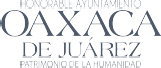 HONORABLE AYUNTAMIENTO
OAXACA
DE JUÁREZ
PATRIMONIO DE LA HUMANIDAD